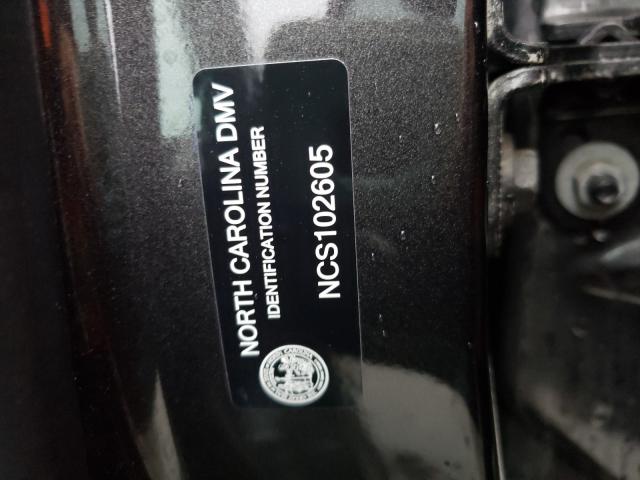 NORTH CAROLINA DMV
IDENTIFICATION NUMBER
NCS102605